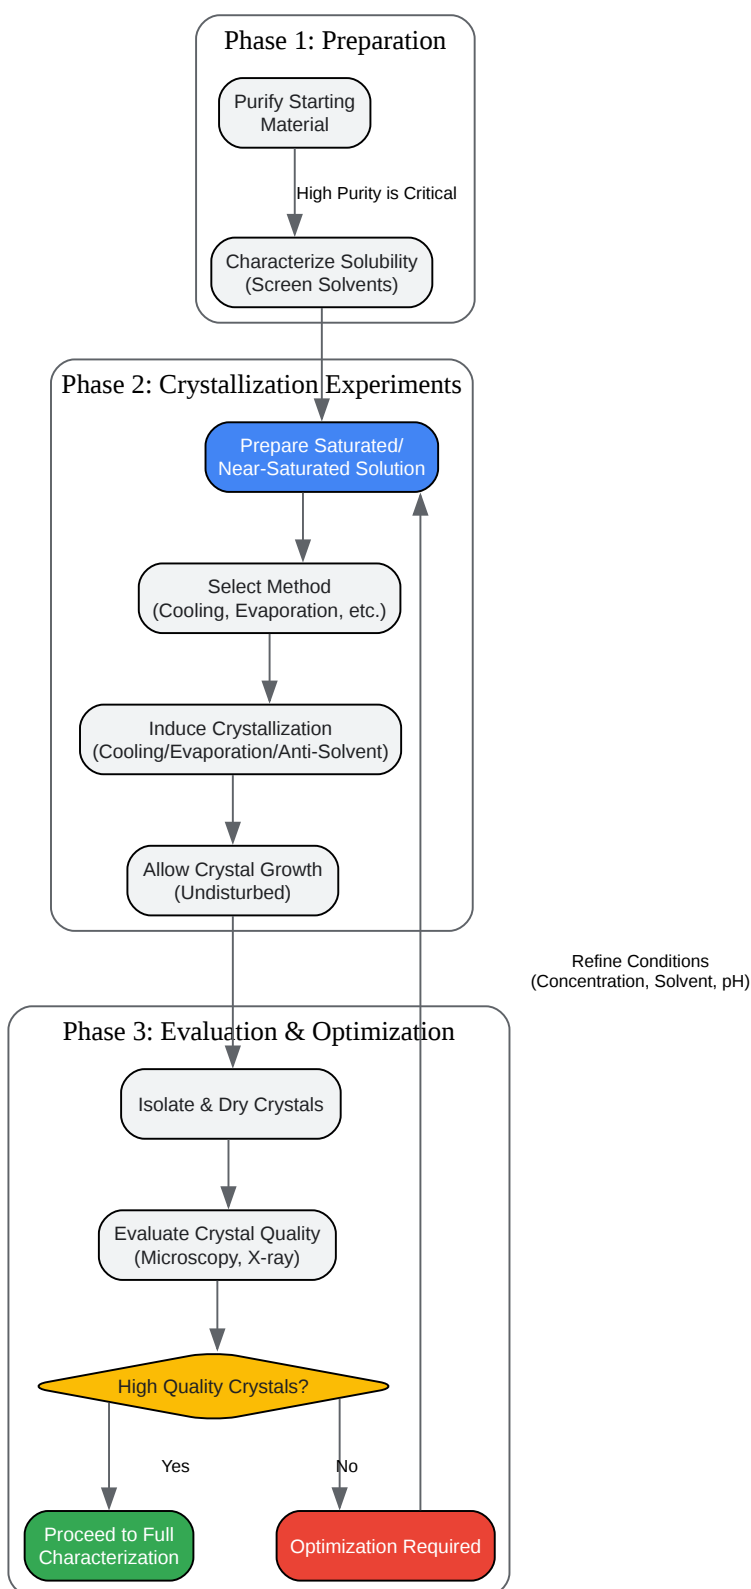 Phase 1: Preparation
Purify Starting
Material
High Purity is Critical
Characterize Solubility
(Screen Solvents)
Phase 2: Crystallization Experiments
Prepare Saturated/
Near-Saturated Solution
Select Method
(Cooling, Evaporation, etc.)
Induce Crystallization
(Cooling/Evaporation/Anti-Solvent)
Allow Crystal Growth
(Undisturbed)
Refine Conditions
(Concentration, Solvent, pH)
Phase 3: Evaluation & Optimization
Isolate & Dry Crystals
Evaluate Crystal Quality
(Microscopy, X-ray)
High Quality Crystals?
Yes
No
Proceed to Full
Characterization
Optimization Required